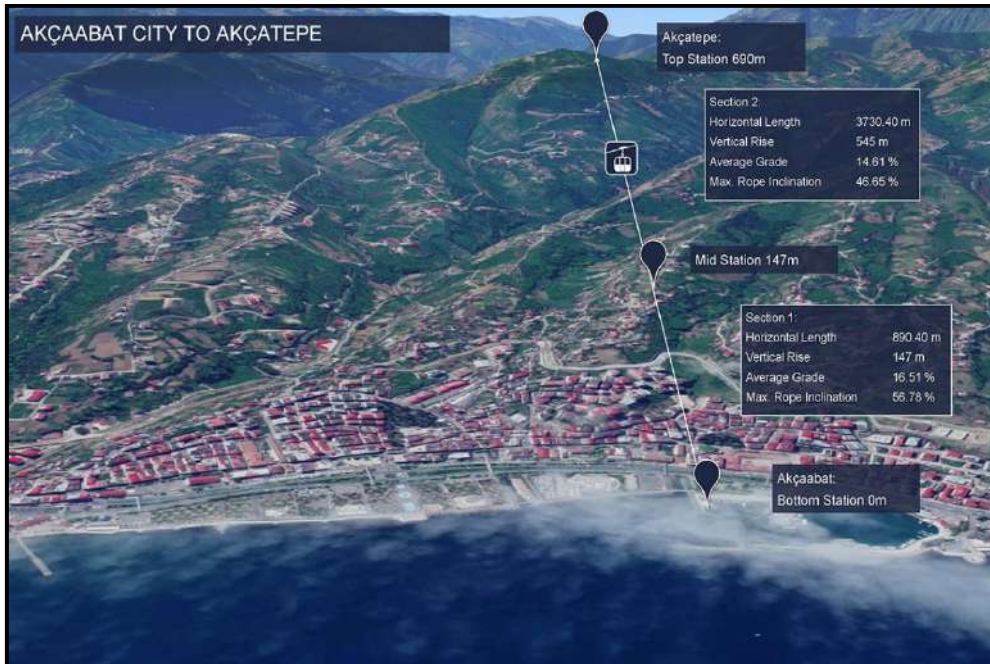 AKÇAABAT CITY TO AKÇATEPE
Akçatepe:
Top Station 690m
Section 2:
Horizontal Length 3730.40 m
Vertical Rise 545 m
Average Grade 14.61 %
Max. Rope Inclination 46.65 %
Mid Station 147m
Section 1:
Horizontal Length 890.40 m
Vertical Rise 147 m
Average Grade 16.51 %
Max. Rope Inclination 56.78 %
Akçaabat:
Bottom Station 0m